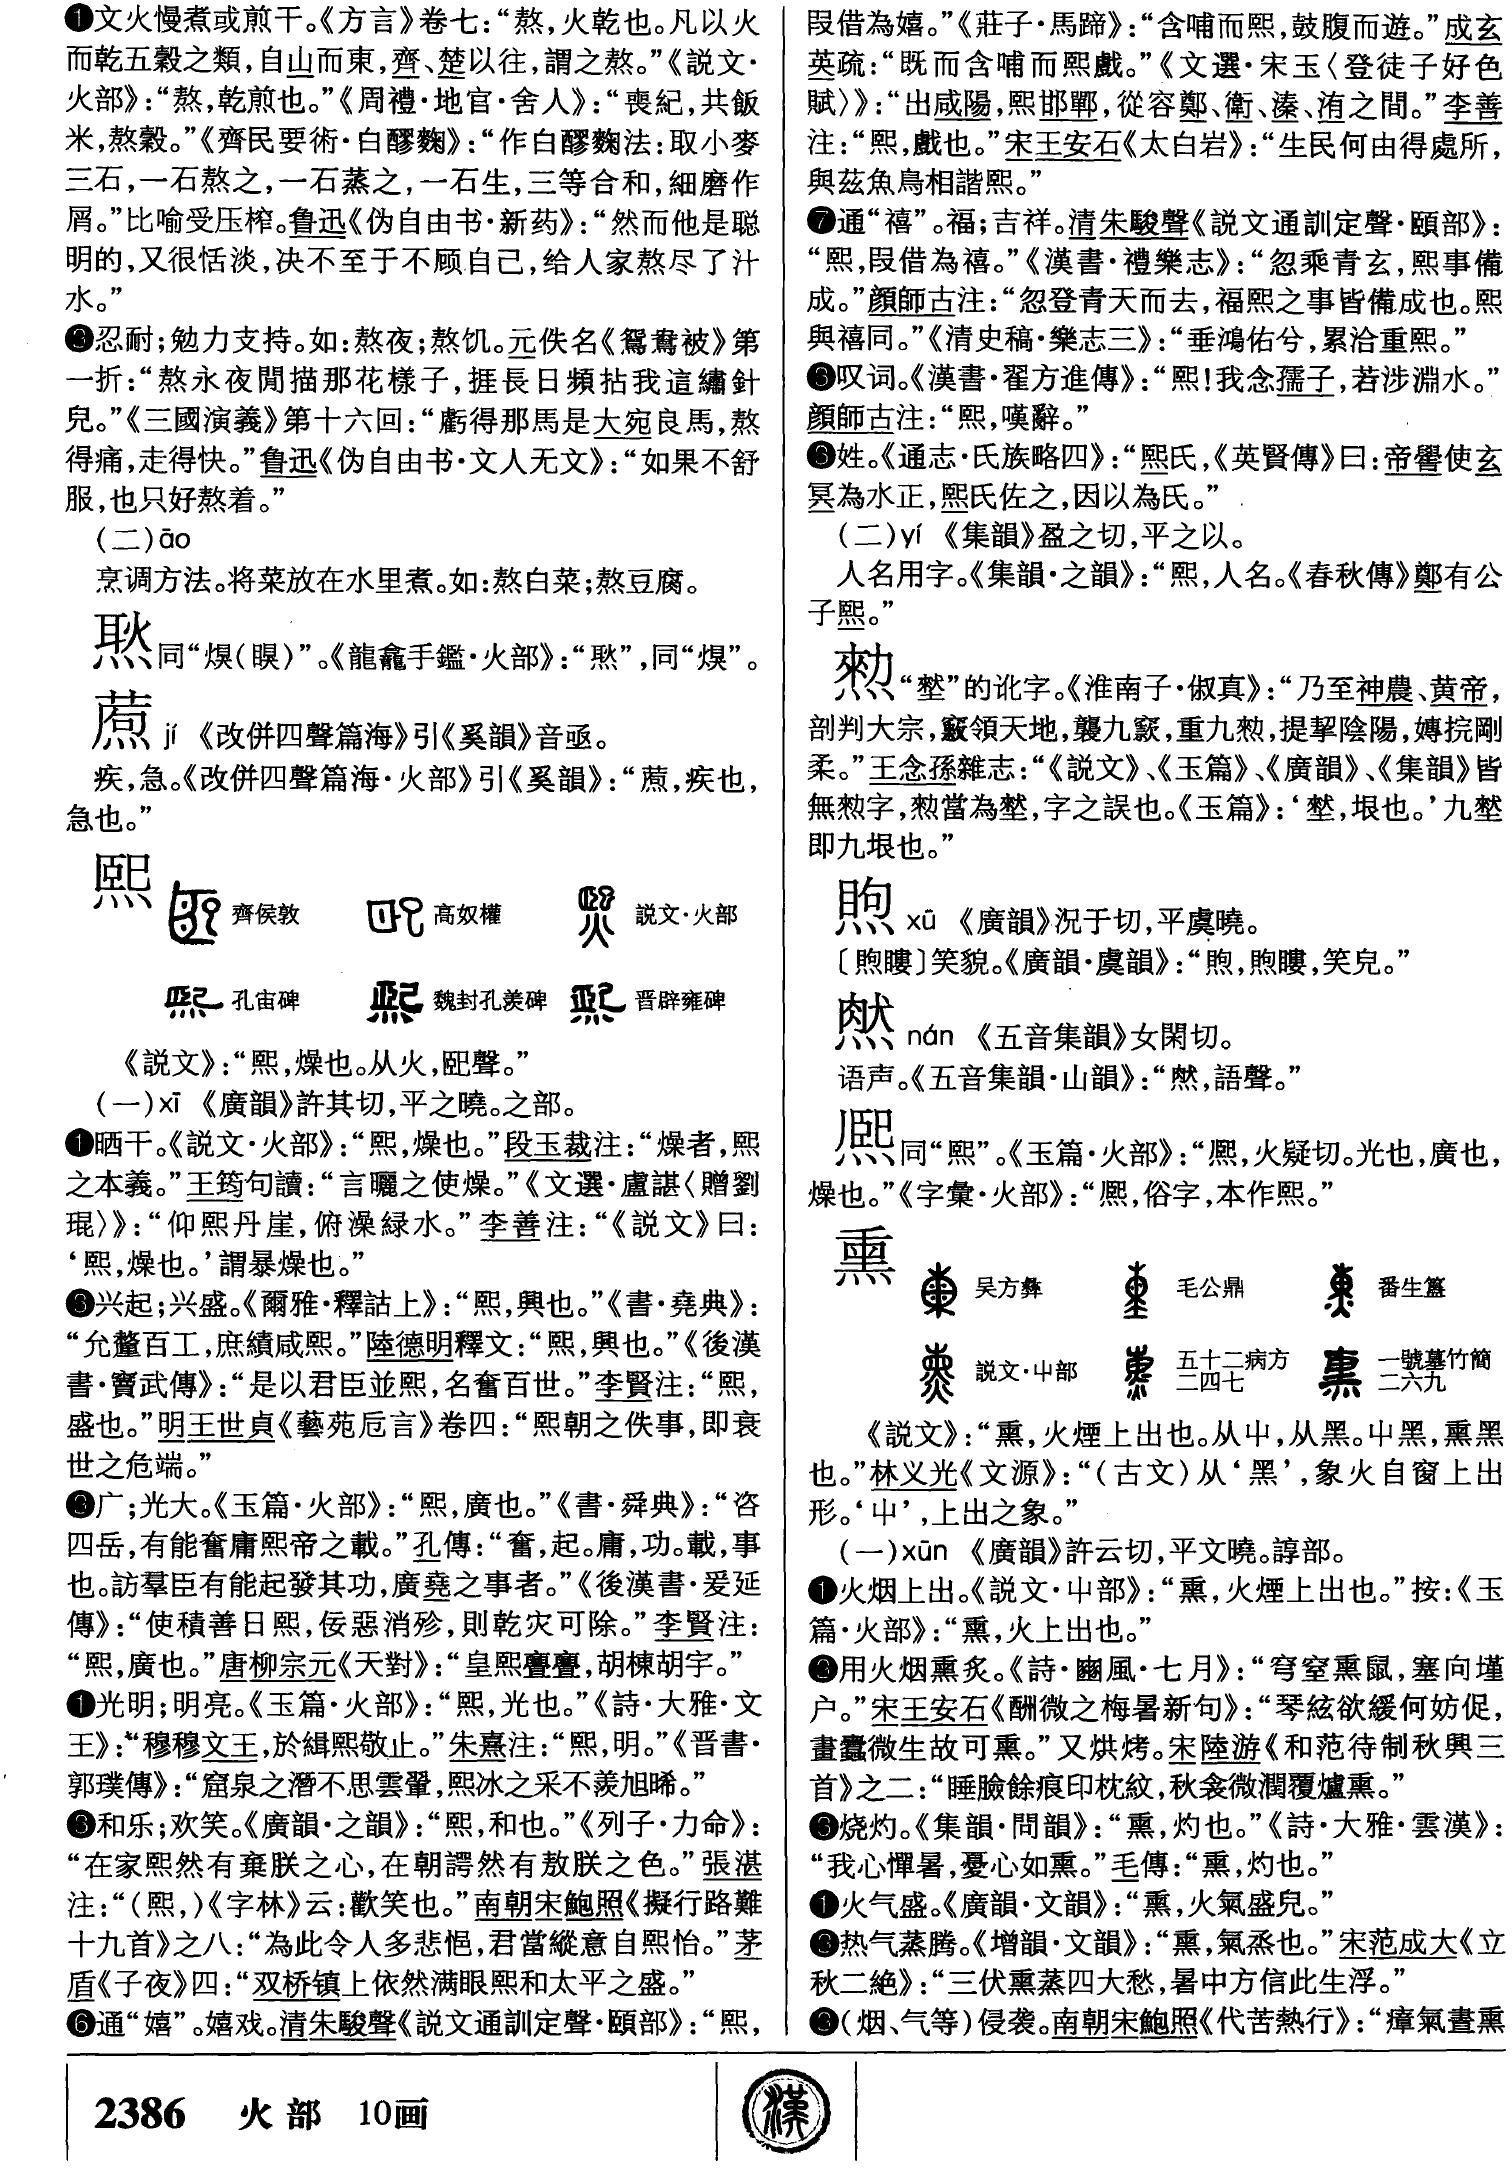 ❶文火慢煮或煎干。《方言》卷七：“熬，火乾也。凡以火
而乾五穀之類，自山而東，齊、楚以往，謂之熬。”《説文·
火部》：“熬，乾煎也。”《周禮·地官·舍人》：“喪紀，共飯
米，熬穀。”《齊民要術·白醪麴》：“作白醪麴法：取小麥
三石，一石熬之，一石蒸之，一石生，三等合和，細磨作
屑。”比喻受压榨。鲁迅《伪自由书·新药》：“然而他是聪
明的，又很恬淡，决不至于不顾自己，给人家熬尽了汁
水。”
❸忍耐；勉力支持。如：熬夜；熬饥。元佚名《鴛鴦被》第
一折：“熬永夜閒描那花樣子，捱長日頻拈我這繡針
兒。”《三國演義》第十六回：“虧得那馬是大宛良馬，熬
得痛，走得快。”鲁迅《伪自由书·文人无文》：“如果不舒
服，也只好熬着。”
（二）āo
烹调方法。将菜放在水里煮。如：熬白菜；熬豆腐。
同“熐（瞑）”。《龍龕手鑑·火部》：“”，同“熐”。
jí 《改併四聲篇海》引《奚韻》音亟。
疾，急。《改併四聲篇海·火部》引《奚韻》：“，疾也，
急也。”
熙 齊侯敦 高奴權 説文·火部
孔宙碑 魏封孔羨碑 晋辟雍碑
《説文》：“熙，燥也。从火，巸聲。”
（一）xī 《廣韻》許其切，平之曉。之部。
❶晒干。《説文·火部》：“熙，燥也。”段玉裁注：“燥者，熙
之本義。”王筠句讀：“言曬之使燥。”《文選·盧諶〈贈劉
琨〉》：“仰熙丹崖，俯澡緑水。”李善注：“《説文》曰：
‘熙，燥也。’謂暴燥也。”
❸兴起；兴盛。《爾雅·釋詁上》：“熙，興也。”《書·堯典》：
“允釐百工，庶績咸熙。”陸德明釋文：“熙，興也。”《後漢
書·竇武傳》：“是以君臣並熙，名奮百世。”李賢注：“熙，
盛也。”明王世貞《藝苑卮言》卷四：“熙朝之佚事，即衰
世之危端。”
❸广；光大。《玉篇·火部》：“熙，廣也。”《書·舜典》：“咨
四岳，有能奮庸熙帝之載。”孔傳：“奮，起。庸，功。載，事
也。訪羣臣有能起發其功，廣堯之事者。”《後漢書·爰延
傳》：“使積善日熙，佞惡消殄，則乾灾可除。”李賢注：
“熙，廣也。”唐柳宗元《天對》：“皇熙亹亹，胡棟胡宇。”
❶光明；明亮。《玉篇·火部》：“熙，光也。”《詩·大雅·文
王》：“穆穆文王，於緝熙敬止。”朱熹注：“熙，明。”《晋書·
郭璞傳》：“窟泉之潛不思雲翬，熙冰之采不羨旭晞。”
❸和乐；欢笑。《廣韻·之韻》：“熙，和也。”《列子·力命》：
“在家熙然有棄朕之心，在朝諤然有敖朕之色。”張湛
注：“（熙，）《字林》云：歡笑也。”南朝宋鮑照《擬行路難
十九首》之八：“為此令人多悲悒，君當縱意自熙怡。”茅
盾《子夜》四：“双桥镇上依然满眼熙和太平之盛。”
❻通“嬉”。嬉戏。清朱駿聲《説文通訓定聲·頤部》：“熙，
叚借為嬉。”《莊子·馬蹄》：“含哺而熙，鼓腹而遊。”成玄
英疏：“既而含哺而熙戲。”《文選·宋玉〈登徒子好色
賦〉》：“出咸陽，熙邯鄲，從容鄭、衛、溱、洧之間。”李善
注：“熙，戲也。”宋王安石《太白岩》：“生民何由得處所，
與茲魚鳥相諧熙。”
❼通“禧”。福；吉祥。清朱駿聲《説文通訓定聲·頤部》：
“熙，叚借為禧。”《漢書·禮樂志》：“忽乘青玄，熙事備
成。”顔師古注：“忽登青天而去，福熙之事皆備成也。熙
與禧同。”《清史稿·樂志三》：“垂鴻佑兮，累洽重熙。”
❸叹词。《漢書·翟方進傳》：“熙！我念孺子，若涉淵水。”
顔師古注：“熙，嘆辭。”
❸姓。《通志·氏族略四》：“熙氏，《英賢傳》曰：帝嚳使玄
冥為水正，熙氏佐之，因以為氏。”
（二）yí 《集韻》盈之切，平之以。
人名用字。《集韻·之韻》：“熙，人名。《春秋傳》鄭有公
子熙。”
“㙜”的讹字。《淮南子·俶真》：“乃至神農、黄帝，
剖判大宗，竅領天地，襲九窾，重九，提挈陰陽，嫥捖剛
柔。”王念孫雜志：“《説文》、《玉篇》、《廣韻》、《集韻》皆
無字，當為，字之誤也。《玉篇》：‘，垠也。’九
即九垠也。”
煦 xǔ 《廣韻》況于切，平虞曉。
〔䁱〕笑貌。《廣韻·虞韻》：“，䁱，笑皃。”
nán 《五音集韻》女閑切。
语声。《五音集韻·山韻》：“，語聲。”
熈同“熙”。《玉篇·火部》：“，火疑切。光也，廣也，
燥也。”《字彙·火部》：“，俗字，本作熙。”
熏 吴方彝 毛公鼎 番生簋
説文·屮部 五十二病方二四七 一號墓竹簡二六九
《説文》：“熏，火煙上出也。从屮，从黑。屮黑，熏黑
也。”林义光《文源》：“（古文）从‘黑’，象火自窗上出
形。‘屮’，上出之象。”
（一）xūn 《廣韻》許云切，平文曉。諄部。
❶火烟上出。《説文·屮部》：“熏，火煙上出也。”按：《玉
篇·火部》：“熏，火上出也。”
❷用火烟熏炙。《詩·豳風·七月》：“穹窒熏鼠，塞向墐
户。”宋王安石《酬微之梅暑新句》：“琴絃欲緩何妨促，
畫蠹微生故可熏。”又烘烤。宋陸游《和范待制秋興三
首》之二：“睡臉餘痕印枕紋，秋衾微潤覆爐熏。”
❸烧灼。《集韻·問韻》：“熏，灼也。”《詩·大雅·雲漢》：
“我心憚暑，憂心如熏。”毛傳：“熏，灼也。”
❶火气盛。《廣韻·文韻》：“熏，火氣盛皃。”
❸热气蒸腾。《增韻·文韻》：“熏，氣烝也。”宋范成大《立
秋二絶》：“三伏熏蒸四大愁，暑中方信此生浮。”
❸（烟、气等）侵袭。南朝宋鮑照《代苦熱行》：“瘴氣晝熏
2386 火部 10画
漢